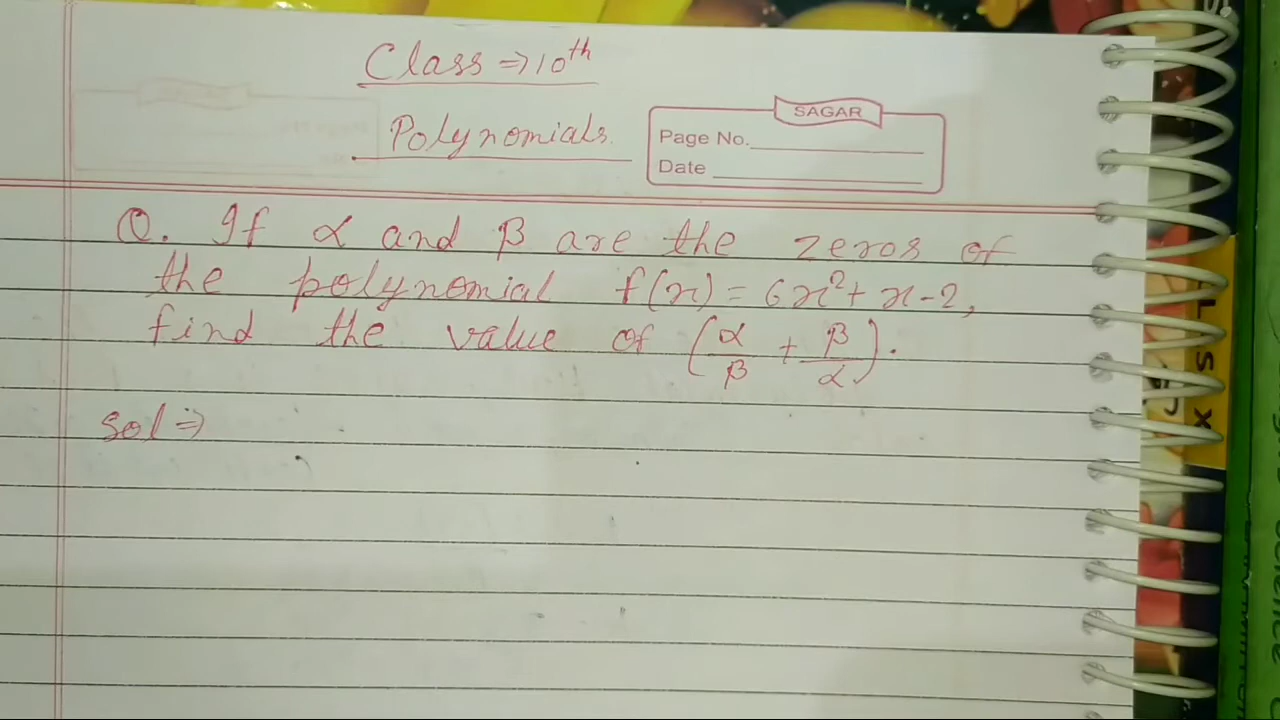 Class ⇒ 10th
Polynomials.
SAGAR
Page No.
Date
Q. If α and β are the zeros of
the polynomial f(x) = 6x² + x - 2,
find the value of (α/β + β/α).
Sol ⇒